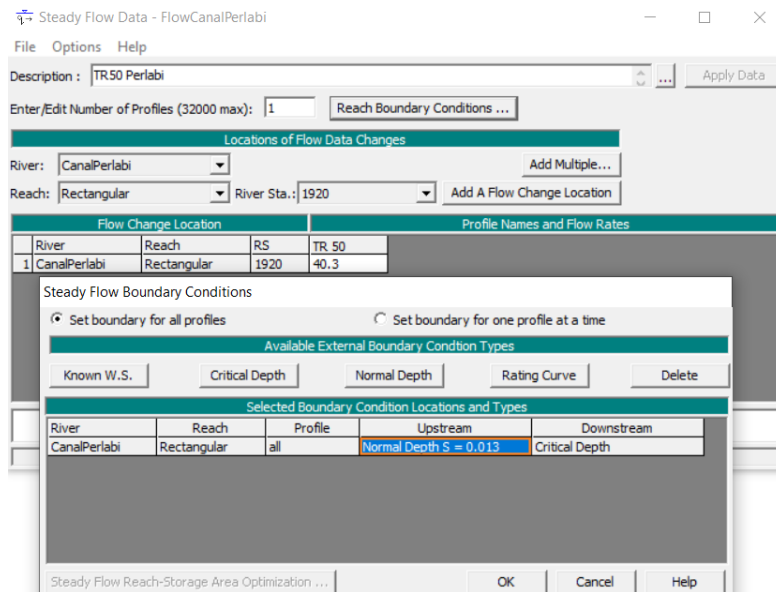 Steady Flow Data - FlowCanalPerlabi
File Options Help
Description : TR50 Perlabi ... Apply Data
Enter/Edit Number of Profiles (32000 max): 1 Reach Boundary Conditions ...
Locations of Flow Data Changes
River: CanalPerlabi Add Multiple...
Reach: Rectangular River Sta.: 1920 Add A Flow Change Location
Flow Change Location Profile Names and Flow Rates
River Reach RS TR 50
1 CanalPerlabi Rectangular 1920 40.3
Steady Flow Boundary Conditions
Set boundary for all profiles Set boundary for one profile at a time
Available External Boundary Condtion Types
Known W.S. Critical Depth Normal Depth Rating Curve Delete
Selected Boundary Condition Locations and Types
River Reach Profile Upstream Downstream
CanalPerlabi Rectangular all Normal Depth S = 0.013 Critical Depth
Steady Flow Reach-Storage Area Optimization ... OK Cancel Help